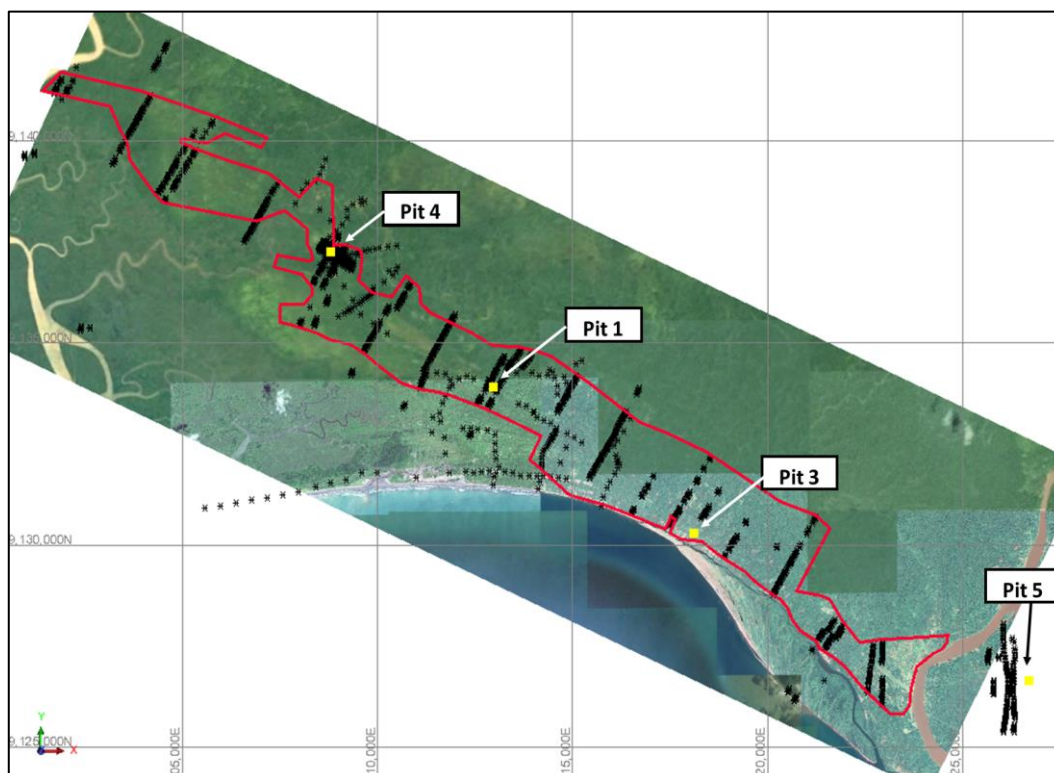 9,140,000N
Pit 4
Pit 1
9,135,000N
Pit 3
9,130,000N
Pit 5
9,125,000N
Y
X
05,000E
10,000E
15,000E
20,000E
25,000E